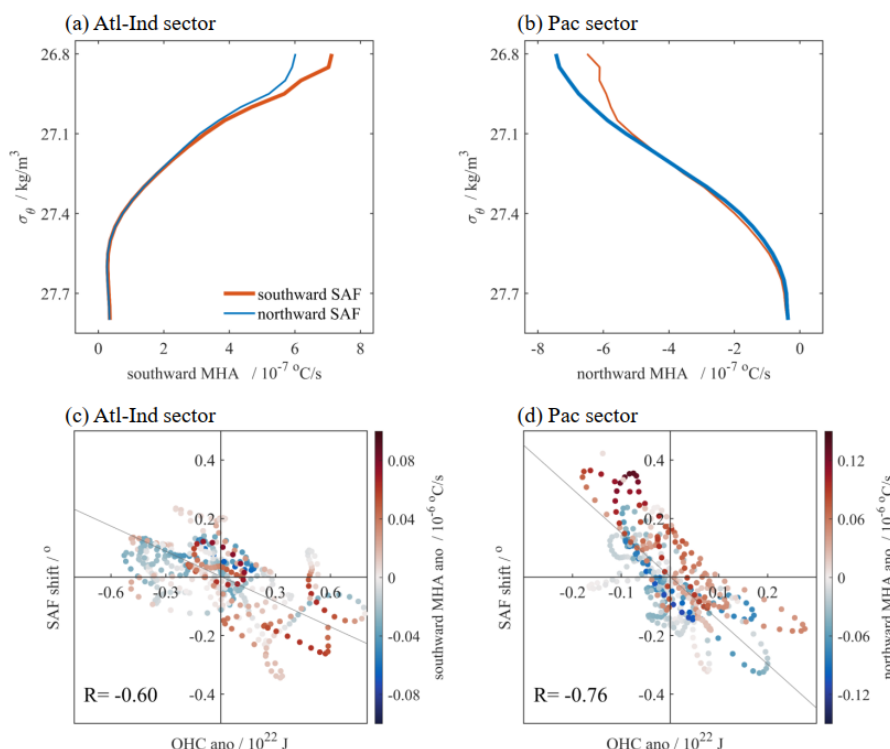 (a) Atl-Ind sector
26.8
27.1
27.4
27.7
σθ / kg/m³
southward SAF
northward SAF
0 2 4 6 8
southward MHA / 10⁻⁷ °C/s
(b) Pac sector
26.8
27.1
27.4
27.7
σθ / kg/m³
-8 -6 -4 -2 0
northward MHA / 10⁻⁷ °C/s
(c) Atl-Ind sector
0.4
0.2
-0.2
-0.4
-0.6 -0.3 0.3 0.6
SAF shift / °
R= -0.60
OHC ano / 10²² J
0.08
0.04
0
-0.04
-0.08
southward MHA ano / 10⁻⁶ °C/s
(d) Pac sector
0.4
0.2
-0.2
-0.4
-0.2 -0.1 0.1 0.2
SAF shift / °
R= -0.76
OHC ano / 10²² J
0.12
0.06
0
-0.06
-0.12
northward MHA ano / 10⁻⁶ °C/s